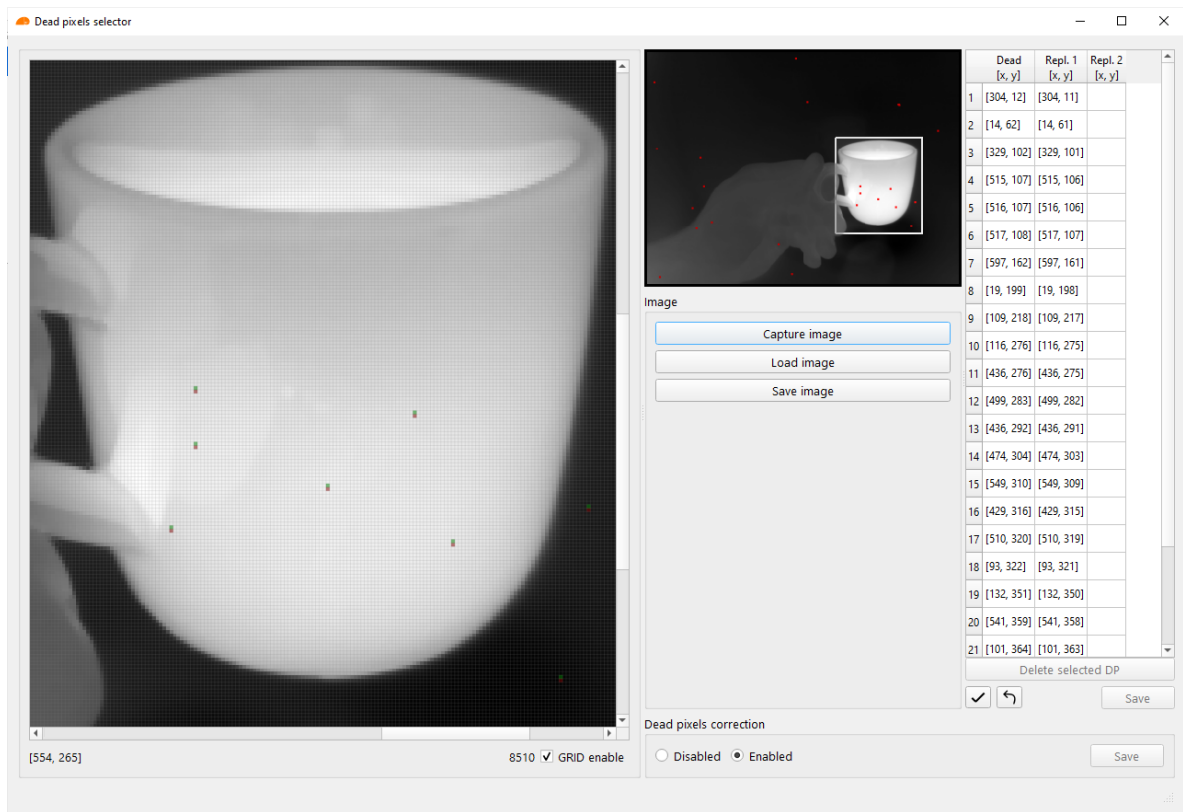 Dead pixels selector
Dead Repl. 1 Repl. 2
[x, y] [x, y] [x, y]
1 [304, 12] [304, 11]
2 [14, 62] [14, 61]
3 [329, 102] [329, 101]
4 [515, 107] [515, 106]
5 [516, 107] [516, 106]
6 [517, 108] [517, 107]
7 [597, 162] [597, 161]
8 [19, 199] [19, 198]
9 [109, 218] [109, 217]
10 [116, 276] [116, 275]
11 [436, 276] [436, 275]
12 [499, 283] [499, 282]
13 [436, 292] [436, 291]
14 [474, 304] [474, 303]
15 [549, 310] [549, 309]
16 [429, 316] [429, 315]
17 [510, 320] [510, 319]
18 [93, 322] [93, 321]
19 [132, 351] [132, 350]
20 [541, 359] [541, 358]
21 [101, 364] [101, 363]
Image
Capture image
Load image
Save image
Delete selected DP
Save
Dead pixels correction
Disabled Enabled
Save
[554, 265]
8510 GRID enable